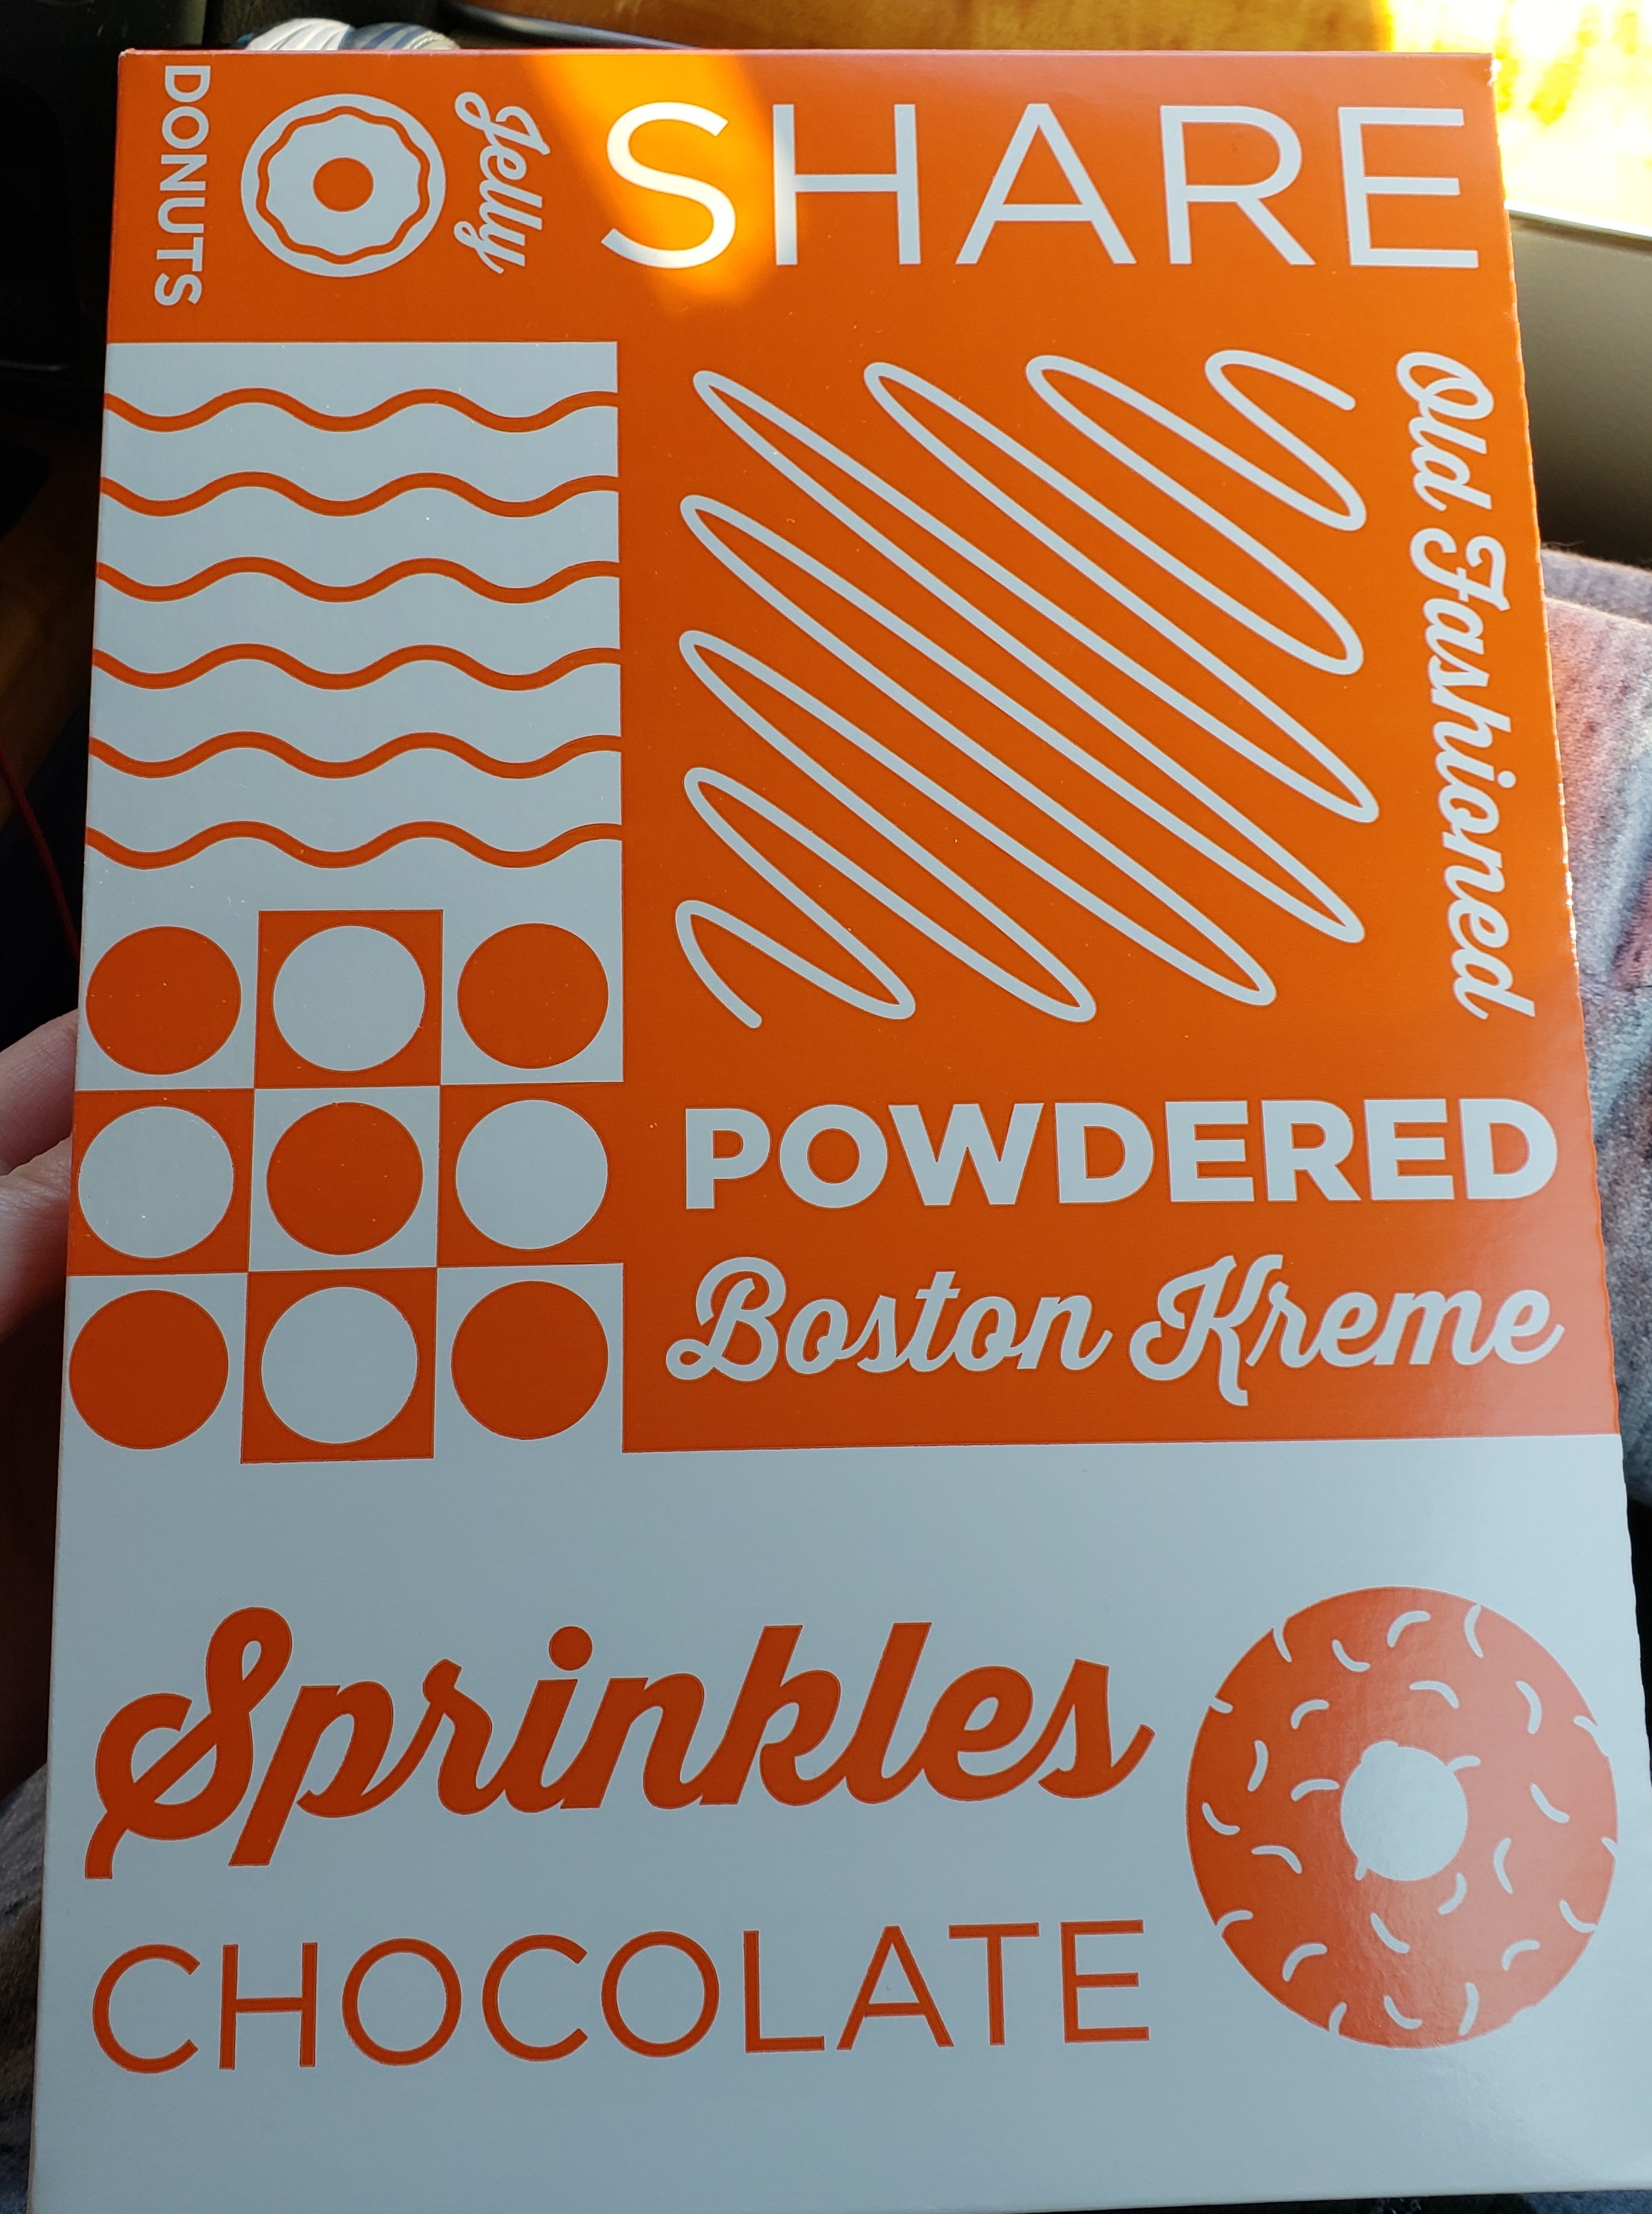 DONUTS
Jelly
SHARE
Old Fashioned
POWDERED
Boston Kreme
Sprinkles
CHOCOLATE